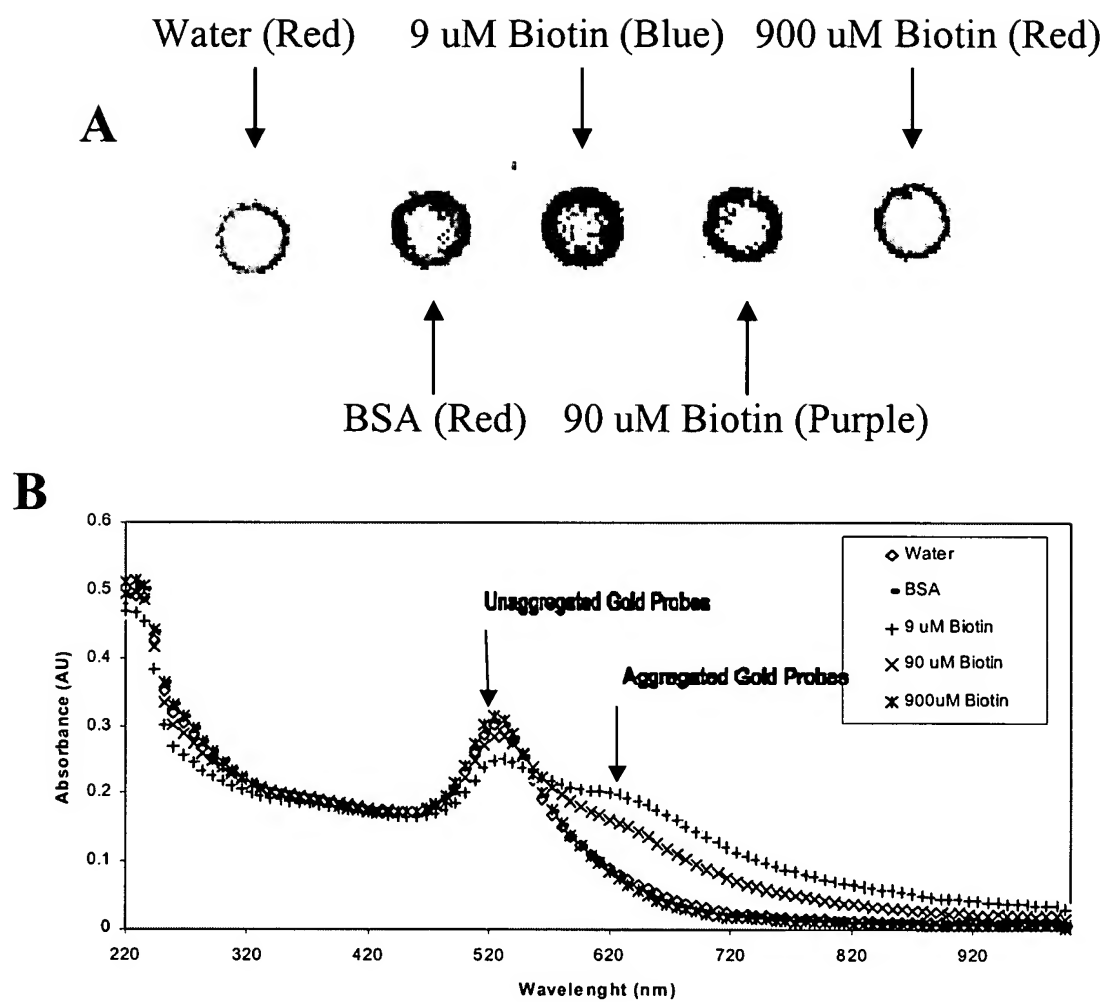 Water (Red) 9 uM Biotin (Blue) 900 uM Biotin (Red)
A
BSA (Red) 90 uM Biotin (Purple)
B
0.6
0.5
0.4
0.3
0.2
0.1
0
Absorbance (AU)
Unaggregated Gold Probes
Aggregated Gold Probes
Water
BSA
9 uM Biotin
90 uM Biotin
900uM Biotin
220 320 420 520 620 720 820 920
Wavelenght (nm)